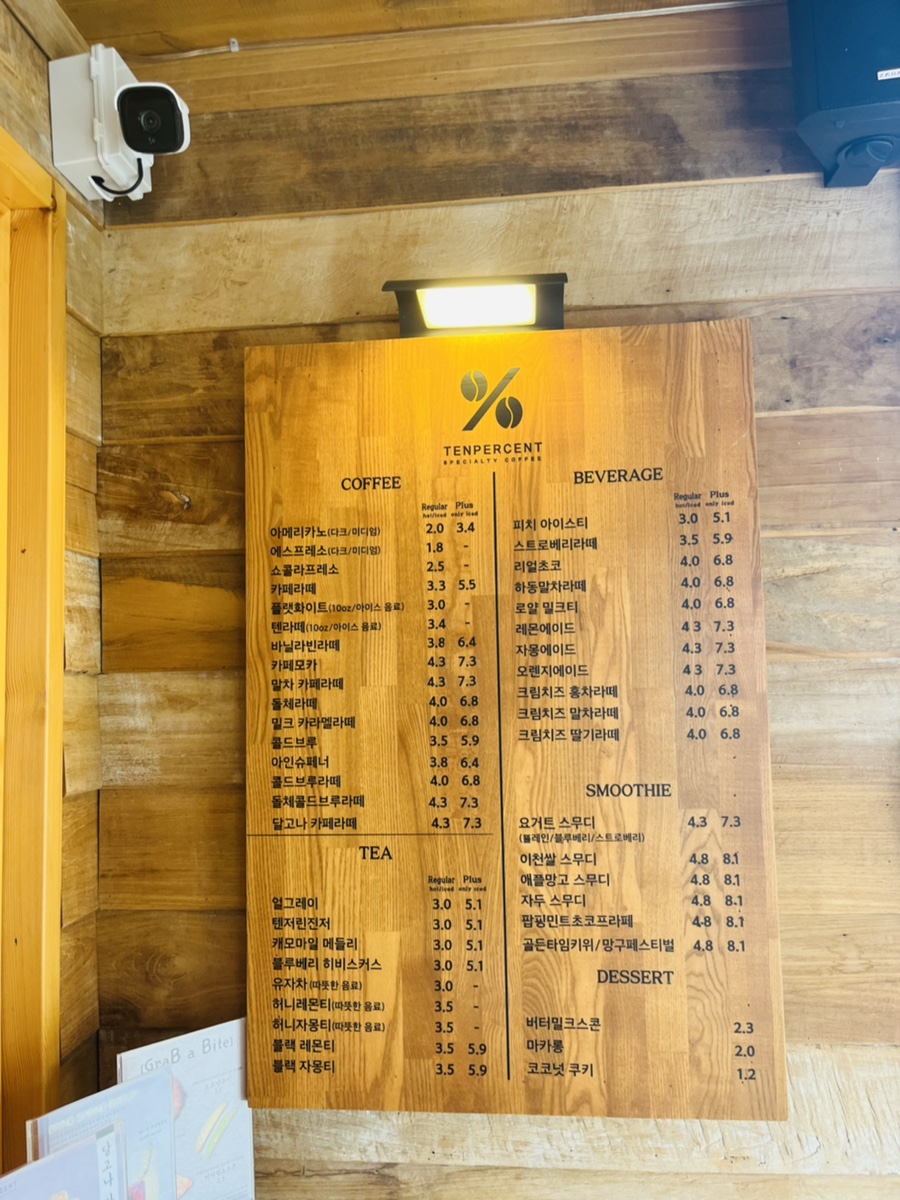 TENPERCENT
SPECIALTY COFFEE
COFFEE
Regular Plus
hot/iced only iced
아메리카노(다크/미디엄) 2.0 3.4
에스프레소(다크/미디엄) 1.8 -
쇼콜라프레소 2.5 -
카페라떼 3.3 5.5
플랫화이트(10oz/아이스 음료) 3.0 -
텐라떼(10oz/아이스 음료) 3.4 -
바닐라빈라떼 3.8 6.4
카페모카 4.3 7.3
말차 카페라떼 4.3 7.3
돌체라떼 4.0 6.8
밀크 카라멜라떼 4.0 6.8
콜드브루 3.5 5.9
아인슈페너 3.8 6.4
콜드브루라떼 4.0 6.8
돌체콜드브루라떼 4.3 7.3
달고나 카페라떼 4.3 7.3
TEA
Regular Plus
hot/iced only iced
얼그레이 3.0 5.1
텐저린진저 3.0 5.1
캐모마일 메들리 3.0 5.1
블루베리 히비스커스 3.0 5.1
유자차(따뜻한 음료) 3.0 -
허니레몬티(따뜻한 음료) 3.5 -
허니자몽티(따뜻한 음료) 3.5 -
블랙 레몬티 3.5 5.9
블랙 자몽티 3.5 5.9
BEVERAGE
Regular Plus
hot/iced only iced
피치 아이스티 3.0 5.1
스트로베리라떼 3.5 5.9
리얼초코 4.0 6.8
하동말차라떼 4.0 6.8
로얄 밀크티 4.0 6.8
레몬에이드 4 3 7.3
자몽에이드 4.3 7.3
오렌지에이드 4 3 7.3
크림치즈 홍차라떼 4.0 6.8
크림치즈 말차라떼 4.0 6.8
크림치즈 딸기라떼 4.0 6.8
SMOOTHIE
요거트 스무디 4.3 7.3
(플레인/블루베리/스트로베리)
이천쌀 스무디 4.8 8.1
애플망고 스무디 4.8 8.1
자두 스무디 4.8 8.1
팝핑민트초코프라페 4.8 8.1
골든타임키위/망구페스티벌 4.8 8.1
DESSERT
버터밀크스콘 2.3
마카롱 2.0
코코넛 쿠키 1.2
¡GraB a Bite!
달고나